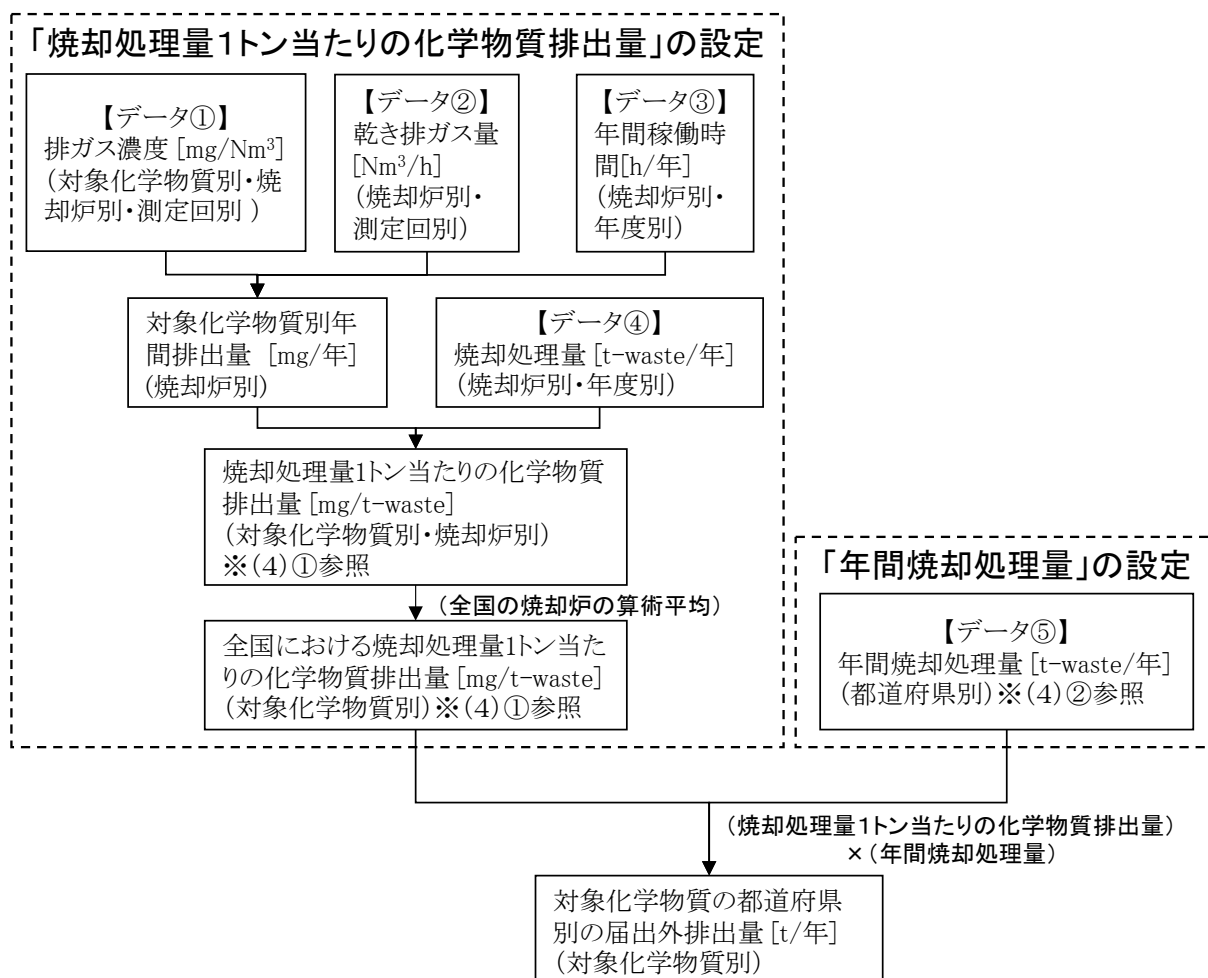 「焼却処理量1トン当たりの化学物質排出量」の設定
【データ①】
排ガス濃度[mg/Nm³]
(対象化学物質別・焼
却炉別・測定回別 )
【データ②】
乾き排ガス量
[Nm³/h]
(焼却炉別・
測定回別)
【データ③】
年間稼働時
間[h/年]
(焼却炉別・
年度別)
対象化学物質別年
間排出量 [mg/年]
(焼却炉別)
【データ④】
焼却処理量[t-waste/年]
(焼却炉別・年度別)
焼却処理量1トン当たりの化学物質
排出量[mg/t-waste]
(対象化学物質別・焼却炉別)
※(4)①参照
(全国の焼却炉の算術平均)
全国における焼却処理量1トン当た
りの化学物質排出量[mg/t-waste]
(対象化学物質別)※(4)①参照
「年間焼却処理量」の設定
【データ⑤】
年間焼却処理量[t-waste/年]
(都道府県別)※(4)②参照
(焼却処理量1トン当たりの化学物質排出量)
×(年間焼却処理量)
対象化学物質の都道府県
別の届出外排出量[t/年]
(対象化学物質別)